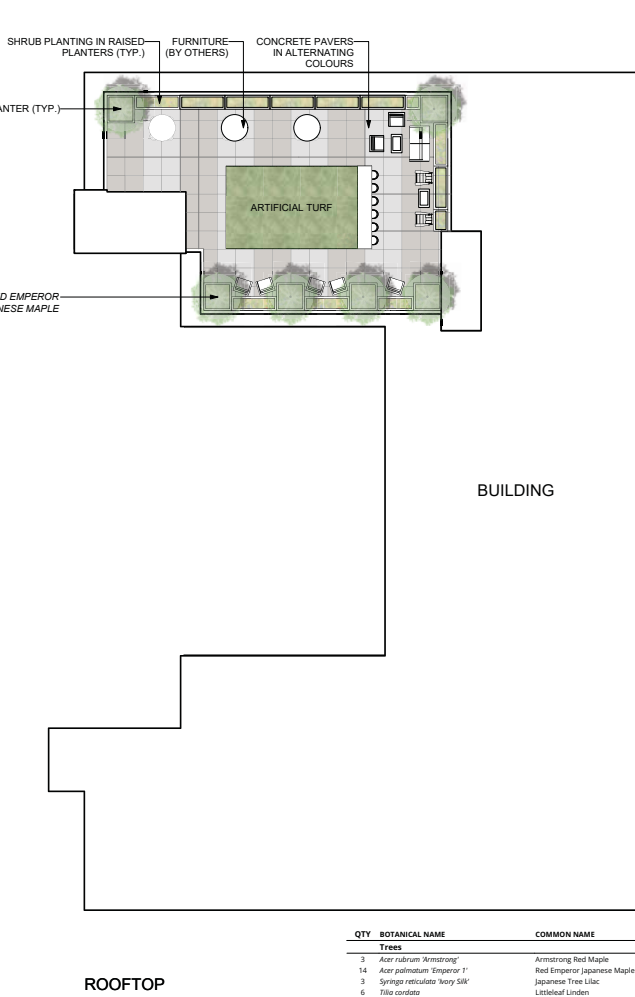 SHRUB PLANTING IN RAISED
PLANTERS (TYP.)
FURNITURE
(BY OTHERS)
CONCRETE PAVERS
IN ALTERNATING
COLOURS
(TYP.)
ARTIFICIAL TURF
EMPEROR
MAPLE
BUILDING
QTY BOTANICAL NAME COMMON NAME
Trees
3 Acer rubrum 'Armstrong' Armstrong Red Maple
14 Acer palmatum 'Emperor 1' Red Emperor Japanese Maple
3 Syringa reticulata 'Ivory Silk' Japanese Tree Lilac
6 Tilia cordata Littleleaf Linden
ROOFTOP